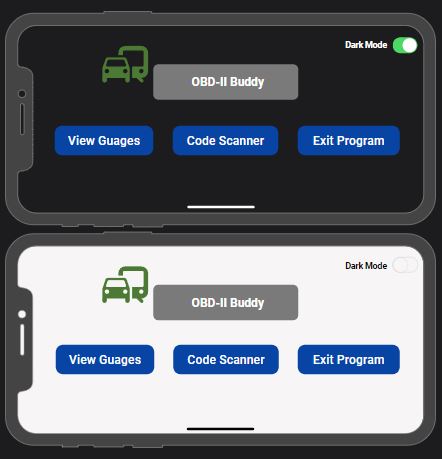 Dark Mode
OBD-II Buddy
View Guages Code Scanner Exit Program
Dark Mode
OBD-II Buddy
View Guages Code Scanner Exit Program